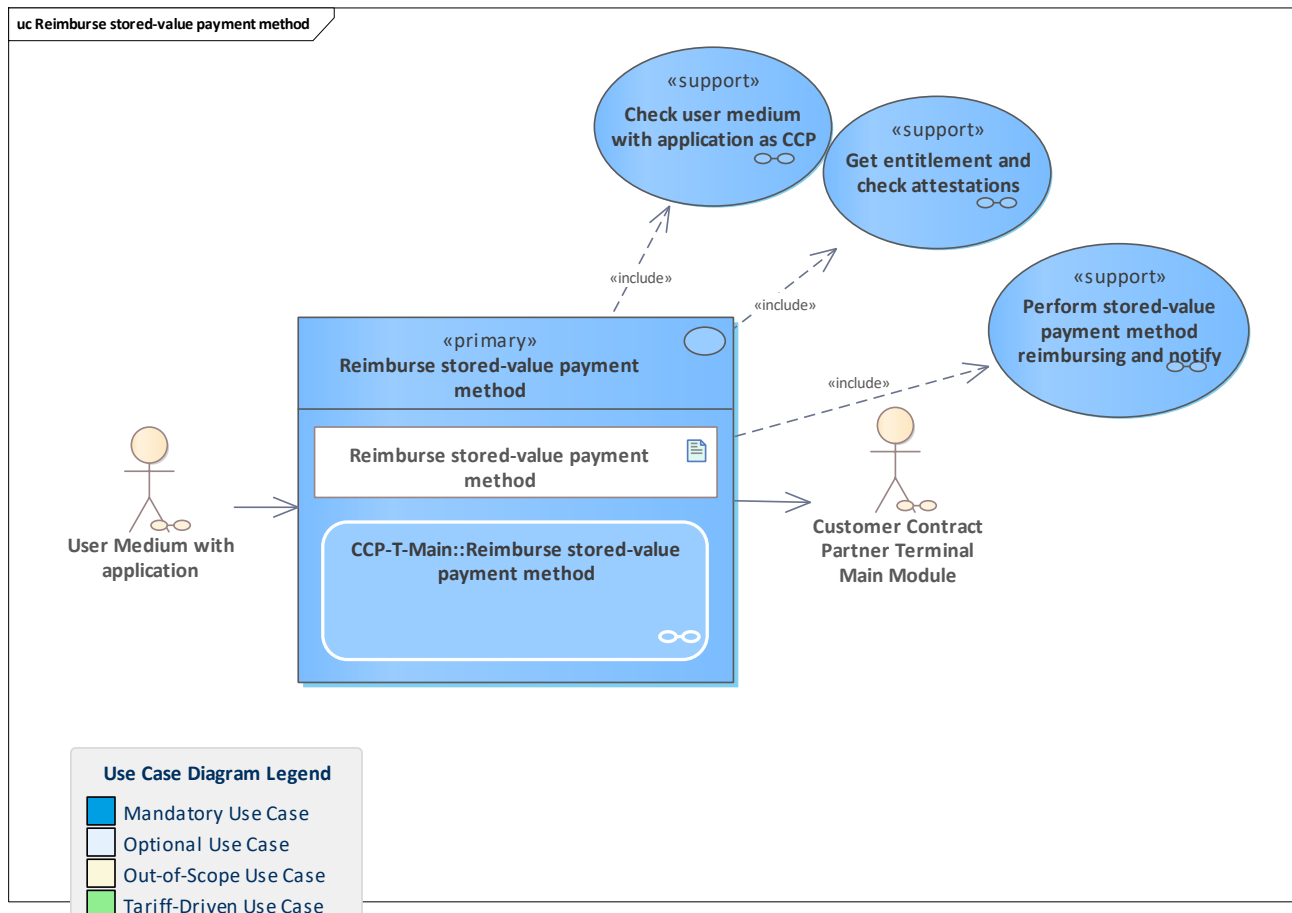 uc Reimburse stored-value payment method
«support»
Check user medium
with application as CCP
«support»
Get entitlement and
check attestations
«support»
Perform stored-value
payment method
reimbursing and notify
«include»
«include»
«include»
«primary»
Reimburse stored-value payment
method
Reimburse stored-value payment
method
CCP-T-Main::Reimburse stored-value
payment method
User Medium with
application
Customer Contract
Partner Terminal
Main Module
Use Case Diagram Legend
Mandatory Use Case
Optional Use Case
Out-of-Scope Use Case
Tariff-Driven Use Case